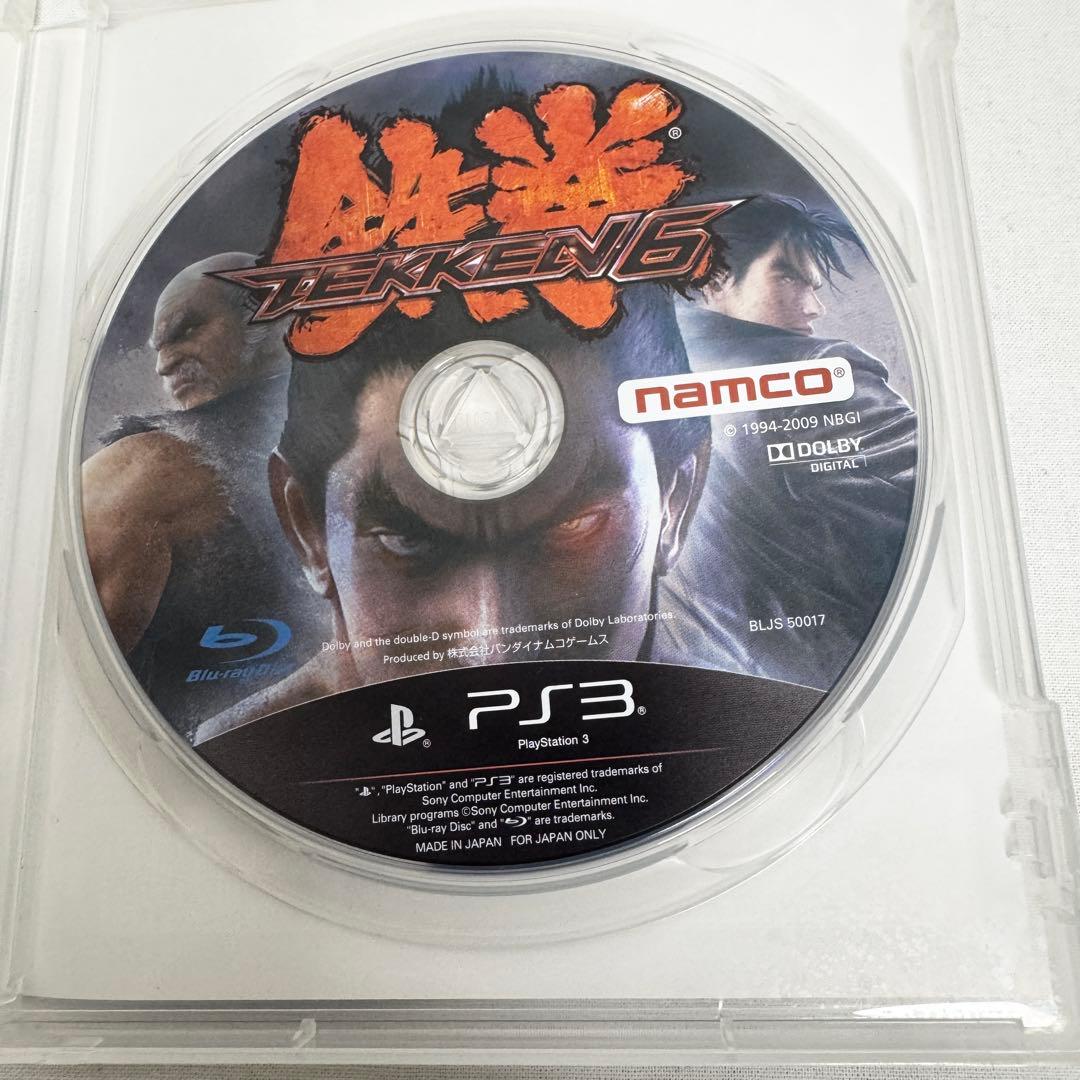 鉄拳®
TEKKEN 6
namco®
© 1994-2009 NBGI
DOLBY
DIGITAL
Dolby and the double-D symbol are trademarks of Dolby Laboratories.
Produced by 株式会社バンダイナムコゲームス
BLJS 50017
Blu-ray Disc
PS3®
PlayStation 3
"PS", "PlayStation" and "PS3" are registered trademarks of
Sony Computer Entertainment Inc.
Library programs ©Sony Computer Entertainment Inc.
"Blu-ray Disc" and "b" are trademarks.
MADE IN JAPAN FOR JAPAN ONLY